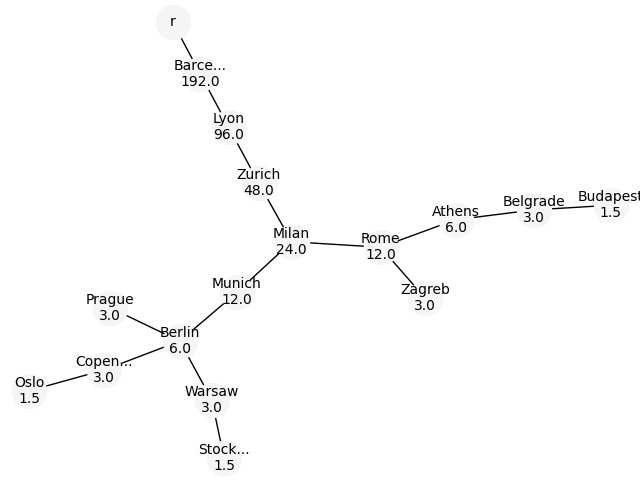 r
Barce...
192.0
Lyon
96.0
Zurich
48.0
Milan
24.0
Rome
12.0
Athens
6.0
Belgrade
3.0
Budapest
1.5
Zagreb
3.0
Munich
12.0
Prague
3.0
Berlin
6.0
Copen...
3.0
Oslo
1.5
Warsaw
3.0
Stock...
1.5